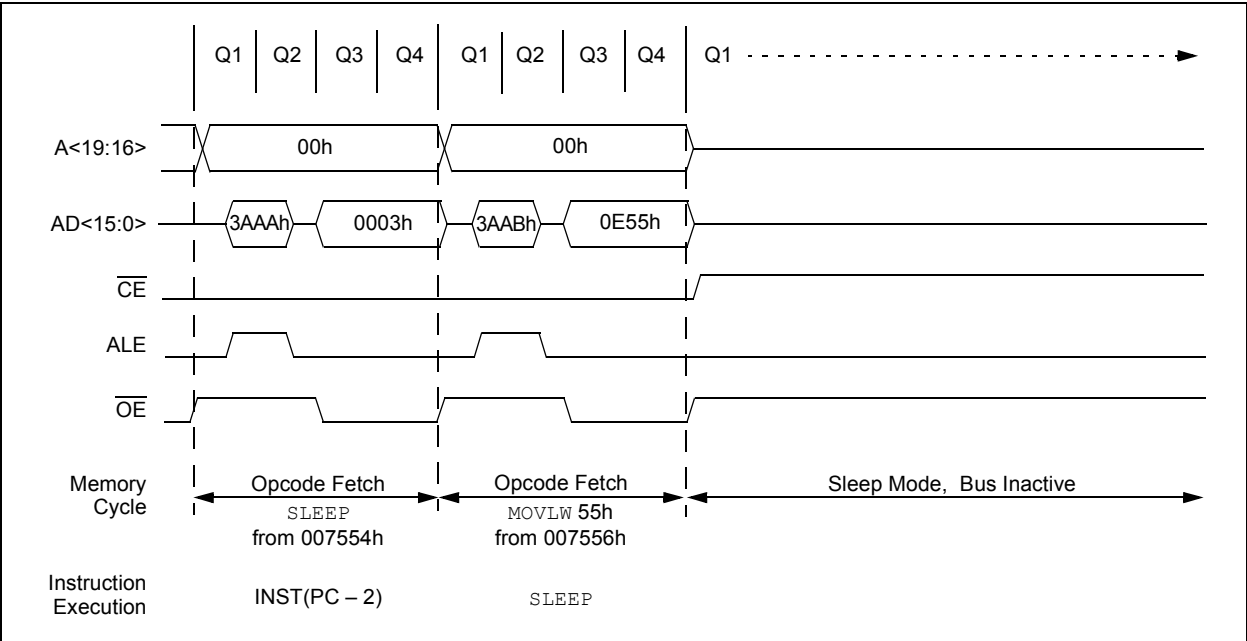 Q1 Q2 Q3 Q4 Q1 Q2 Q3 Q4 Q1
A<19:16> 00h 00h
AD<15:0> 3AAAh 0003h 3AABh 0E55h
CE
ALE
OE
Memory Opcode Fetch Opcode Fetch Sleep Mode, Bus Inactive
Cycle SLEEP MOVLW 55h
from 007554h from 007556h
Instruction
Execution INST(PC – 2) SLEEP